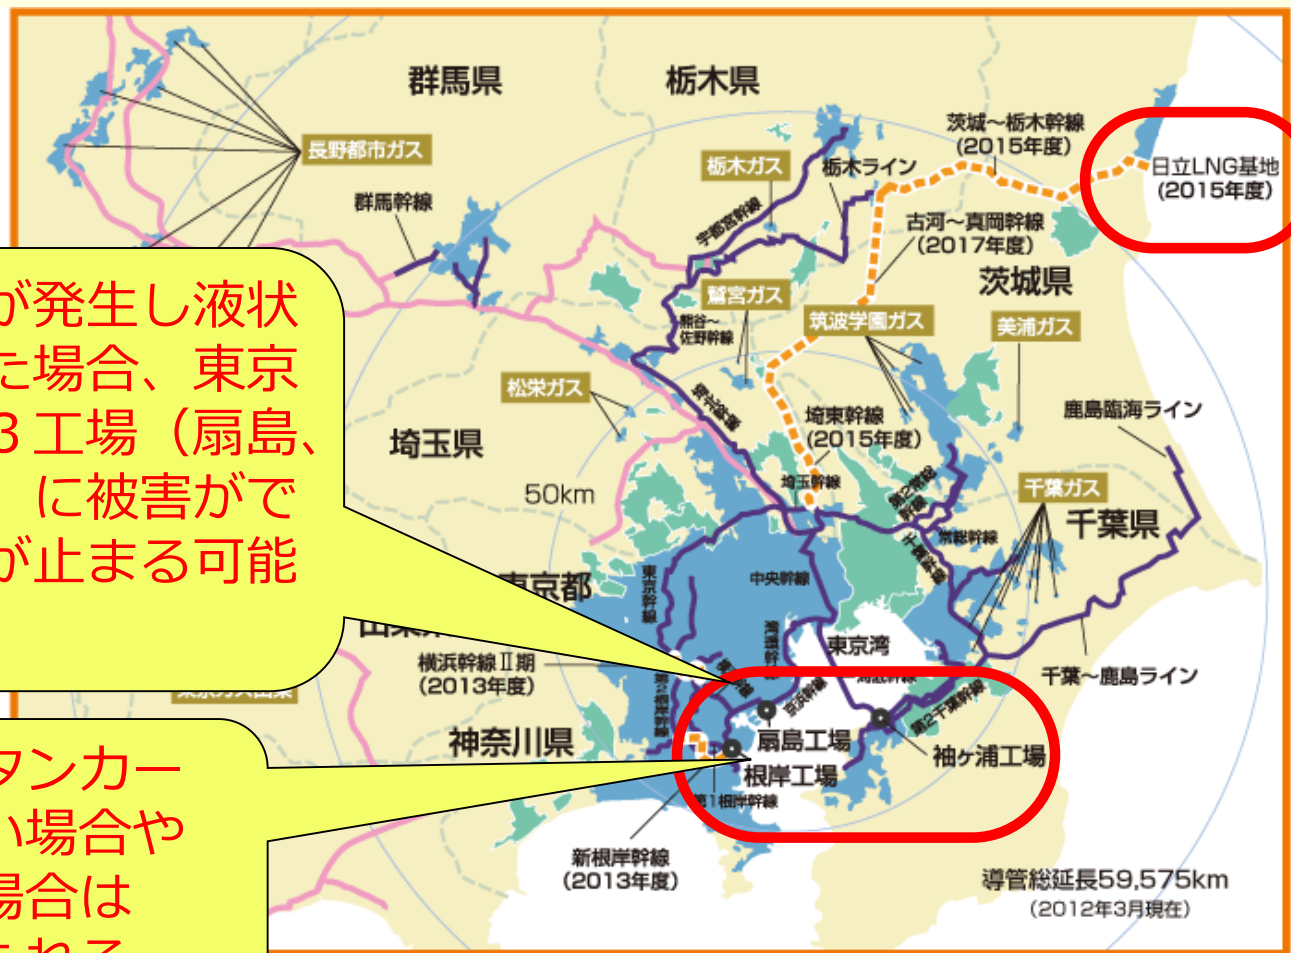 群馬県
栃木県
茨城～栃木幹線
(2015年度)
長野都市ガス
栃木ガス
栃木ライン
日立LNG基地
(2015年度)
群馬幹線
宇都宮幹線
古河～真岡幹線
(2017年度)
茨城県
鷲宮ガス
熊谷～
佐野幹線
筑波学園ガス
美浦ガス
松栄ガス
鹿島臨海ライン
埼玉県
埼東幹線
(2015年度)
50km
埼玉幹線
千葉ガス
千葉県
常総幹線
千葉幹線
東京都
東京幹線
中央幹線
東京湾
横浜幹線Ⅱ期
(2013年度)
千葉～鹿島ライン
京浜幹線
第2千葉幹線
神奈川県
扇島工場
根岸工場
袖ヶ浦工場
第1根岸幹線
新根岸幹線
(2013年度)
導管総延長59,575km
(2012年3月現在)
が発生し液状
た場合、東京
３工場（扇島、
に被害がで
が止まる可能
タンカー
い場合や
場合は